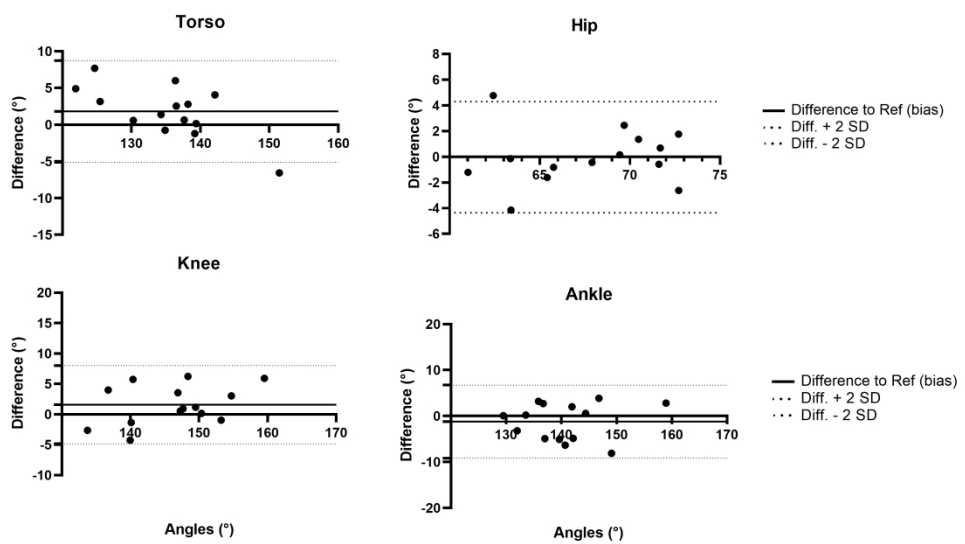 Torso
Difference (°)
10
5
0
-5
-10
-15
130
140
150
160
Hip
Difference (°)
6
4
2
0
-2
-4
-6
65
70
75
Difference to Ref (bias)
Diff. + 2 SD
Diff. - 2 SD
Knee
Difference (°)
20
15
10
5
0
-5
-10
140
150
160
170
Angles (°)
Ankle
Difference (°)
20
10
0
-10
-20
130
140
150
160
170
Angles (°)
Difference to Ref (bias)
Diff. + 2 SD
Diff. - 2 SD